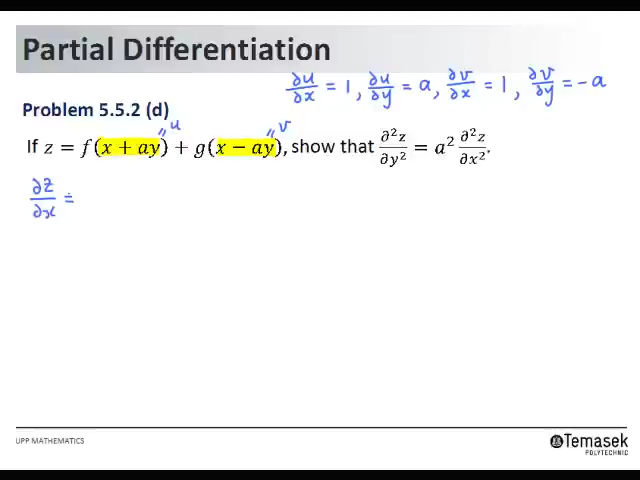 Partial Differentiation
∂u/∂x = 1, ∂u/∂y = a, ∂v/∂x = 1, ∂v/∂y = -a
Problem 5.5.2 (d)
" u " v
If z = f(x + ay) + g(x − ay), show that ∂²z/∂y² = a² ∂²z/∂x².
∂z/∂x =
UPP MATHEMATICS
Temasek
POLYTECHNIC